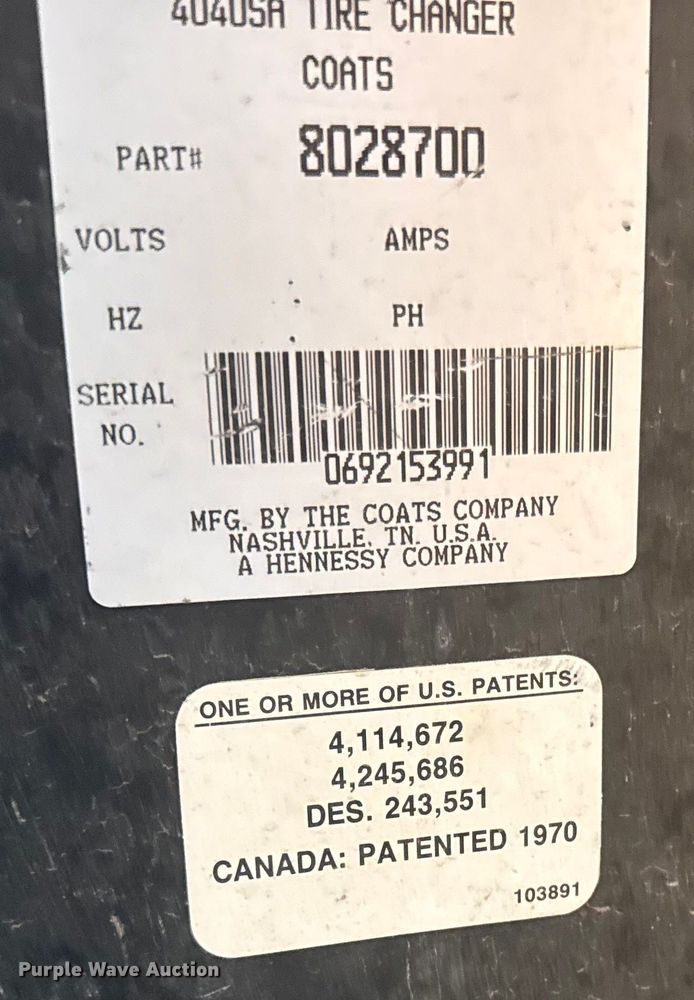 4040SA TIRE CHANGER
COATS
PART# 8028700
VOLTS AMPS
HZ PH
SERIAL
NO.
0692153991
MFG. BY THE COATS COMPANY
NASHVILLE, TN. U.S.A.
A HENNESSY COMPANY
ONE OR MORE OF U.S. PATENTS:
4,114,672
4,245,686
DES. 243,551
CANADA: PATENTED 1970
103891
Purple Wave Auction